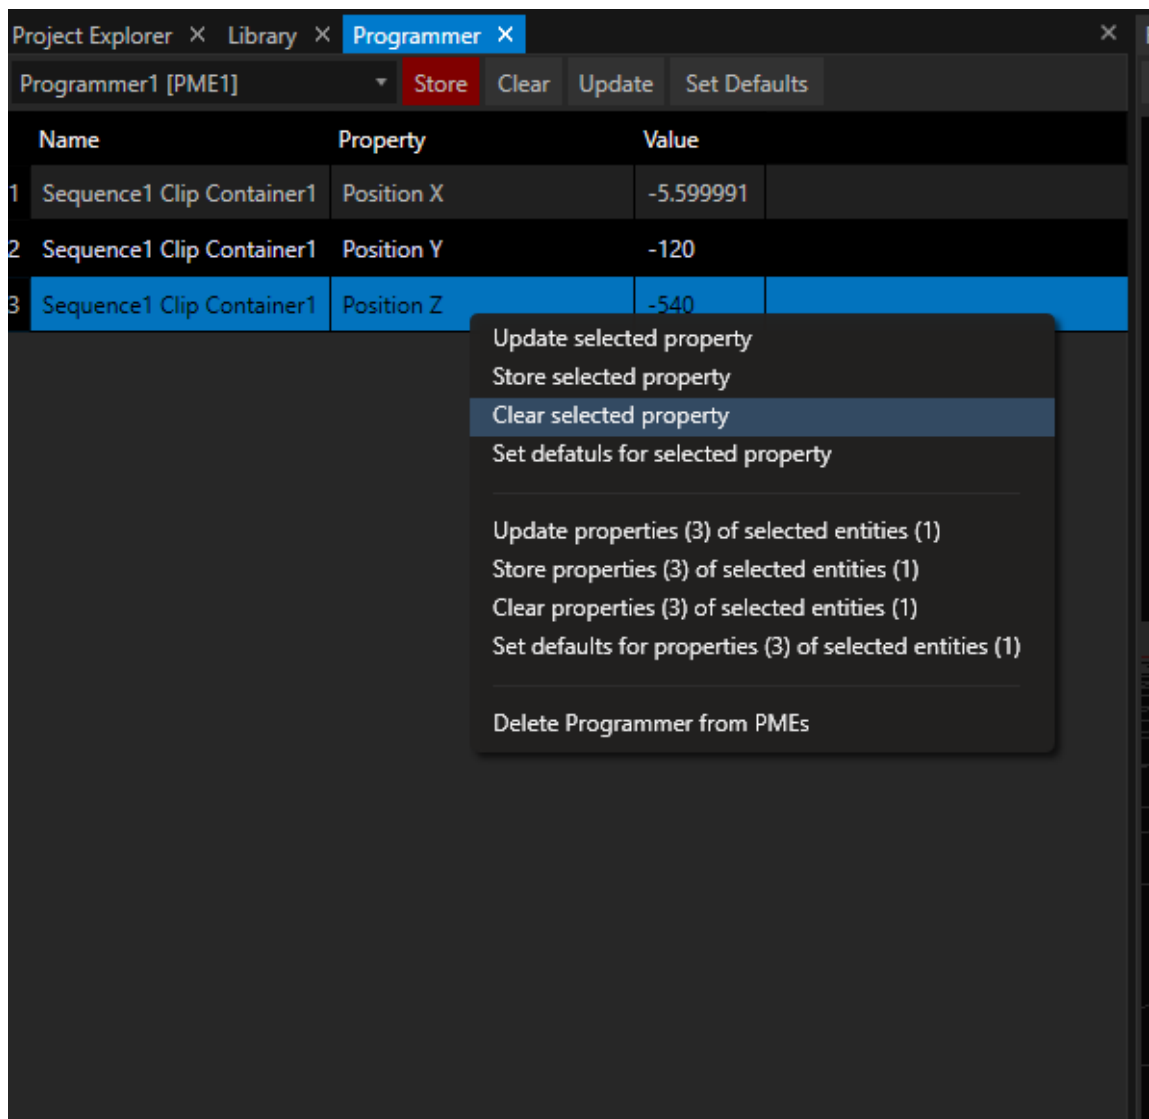 Project Explorer × Library × Programmer ×
Programmer1 [PME1] Store Clear Update Set Defaults
Name Property Value
1 Sequence1 Clip Container1 Position X -5.599991
2 Sequence1 Clip Container1 Position Y -120
3 Sequence1 Clip Container1 Position Z -540
Update selected property
Store selected property
Clear selected property
Set defatuls for selected property
Update properties (3) of selected entities (1)
Store properties (3) of selected entities (1)
Clear properties (3) of selected entities (1)
Set defaults for properties (3) of selected entities (1)
Delete Programmer from PMEs